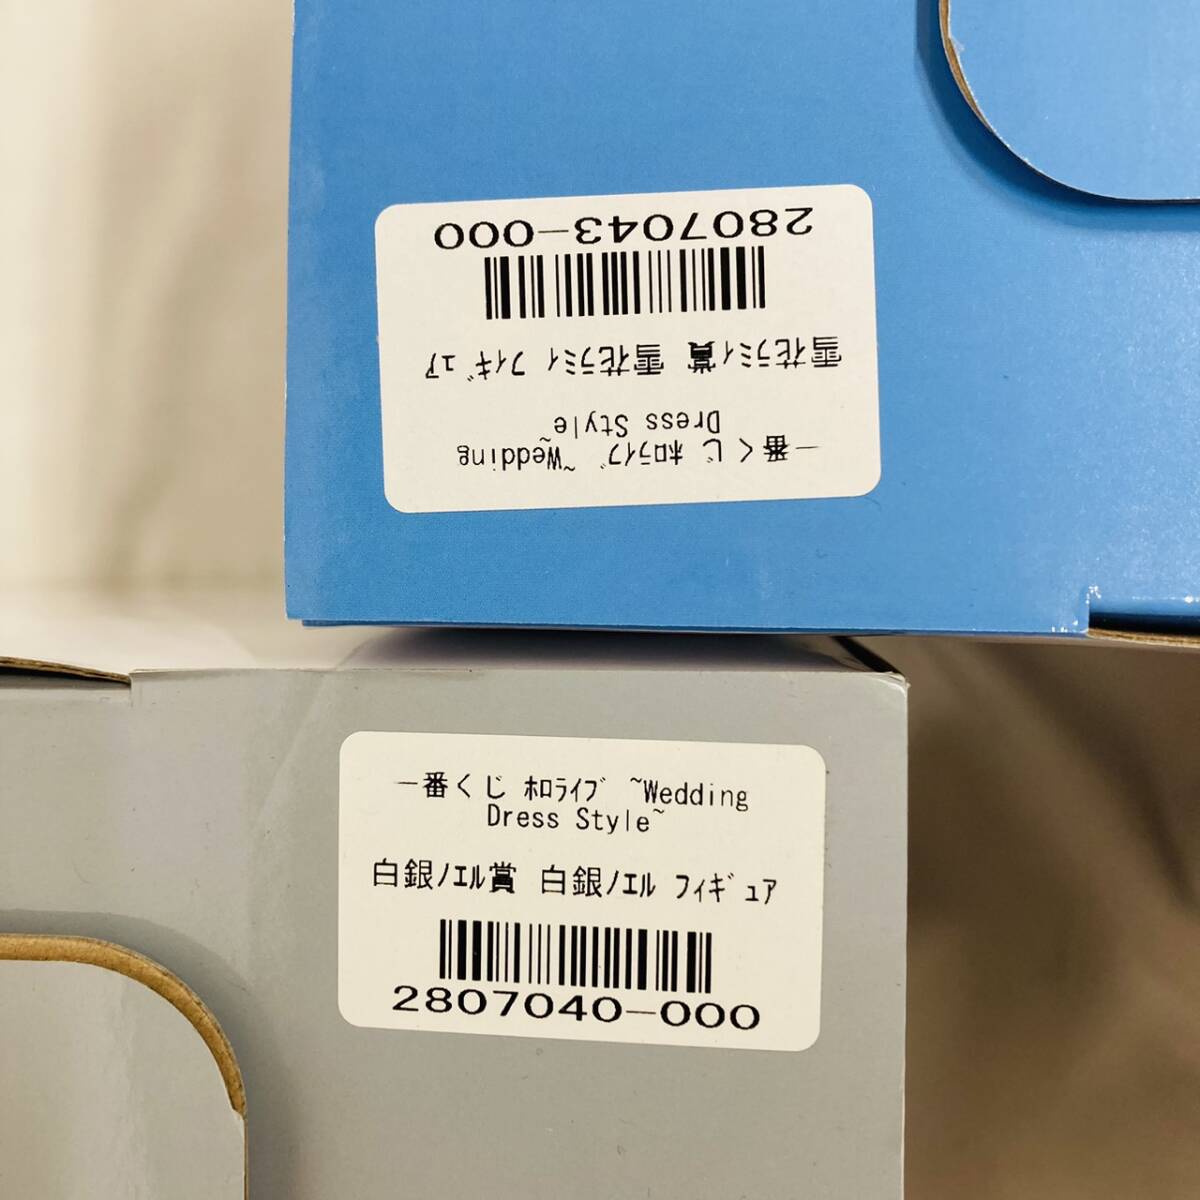 一番くじ ﾎﾛﾗｲﾌﾞ ~Wedding
Dress Style~
雪花ﾗﾐｨ賞 雪花ﾗﾐｨ ﾌｨｷﾞｭｱ
2807043-000
一番くじ ﾎﾛﾗｲﾌﾞ ~Wedding
Dress Style~
白銀ﾉｴﾙ賞 白銀ﾉｴﾙ ﾌｨｷﾞｭｱ
2807040-000